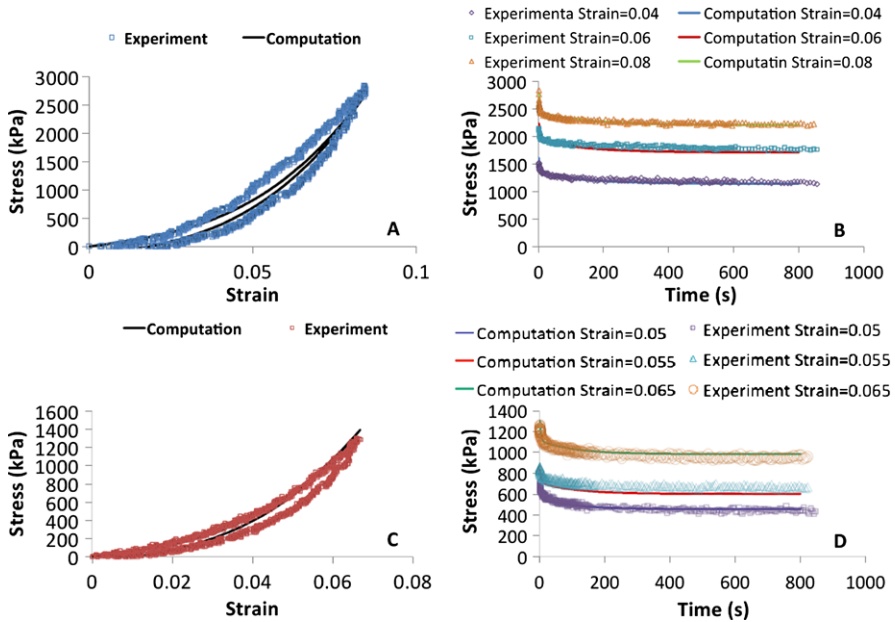 Experiment
Computation
3000
2500
2000
1500
1000
500
0
Stress (kPa)
0
0.05
0.1
Strain
A
Experimenta Strain=0.04
Computation Strain=0.04
Experiment Strain=0.06
Computation Strain=0.06
Experiment Strain=0.08
Computatin Strain=0.08
3000
2500
2000
1500
1000
500
0
Stress (kPa)
0
200
400
600
800
1000
Time (s)
B
Computation
Experiment
1600
1400
1200
1000
800
600
400
200
0
Stress (kPa)
0
0.02
0.04
0.06
0.08
Strain
C
Computation Strain=0.05
Experiment Strain=0.05
Computation Strain=0.055
Experiment Strain=0.055
Computation Strain=0.065
Experiment Strain=0.065
1400
1200
1000
800
600
400
200
0
Stress (kPa)
0
200
400
600
800
1000
Time (s)
D